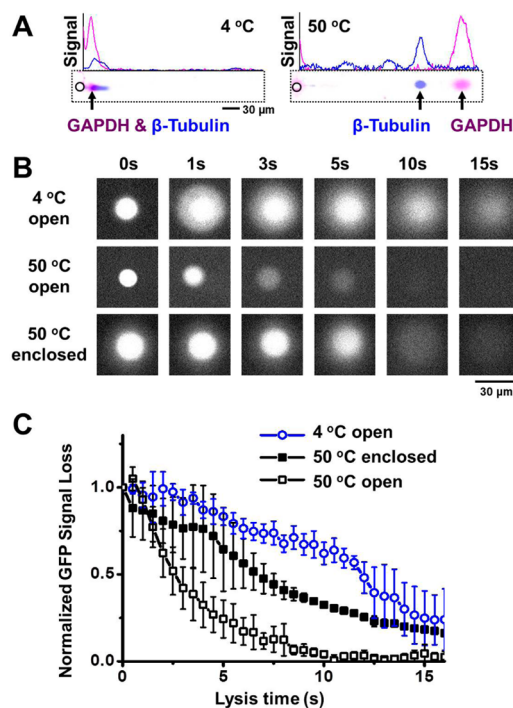 A
Signal
4 °C
Signal
50 °C
30 µm
GAPDH & β-Tubulin
β-Tubulin
GAPDH
B
0s 1s 3s 5s 10s 15s
4 °C
open
50 °C
open
50 °C
enclosed
30 µm
C
4 °C open
50 °C enclosed
50 °C open
Normalized GFP Signal Loss
1.0
0.5
0.0
0 5 10 15
Lysis time (s)